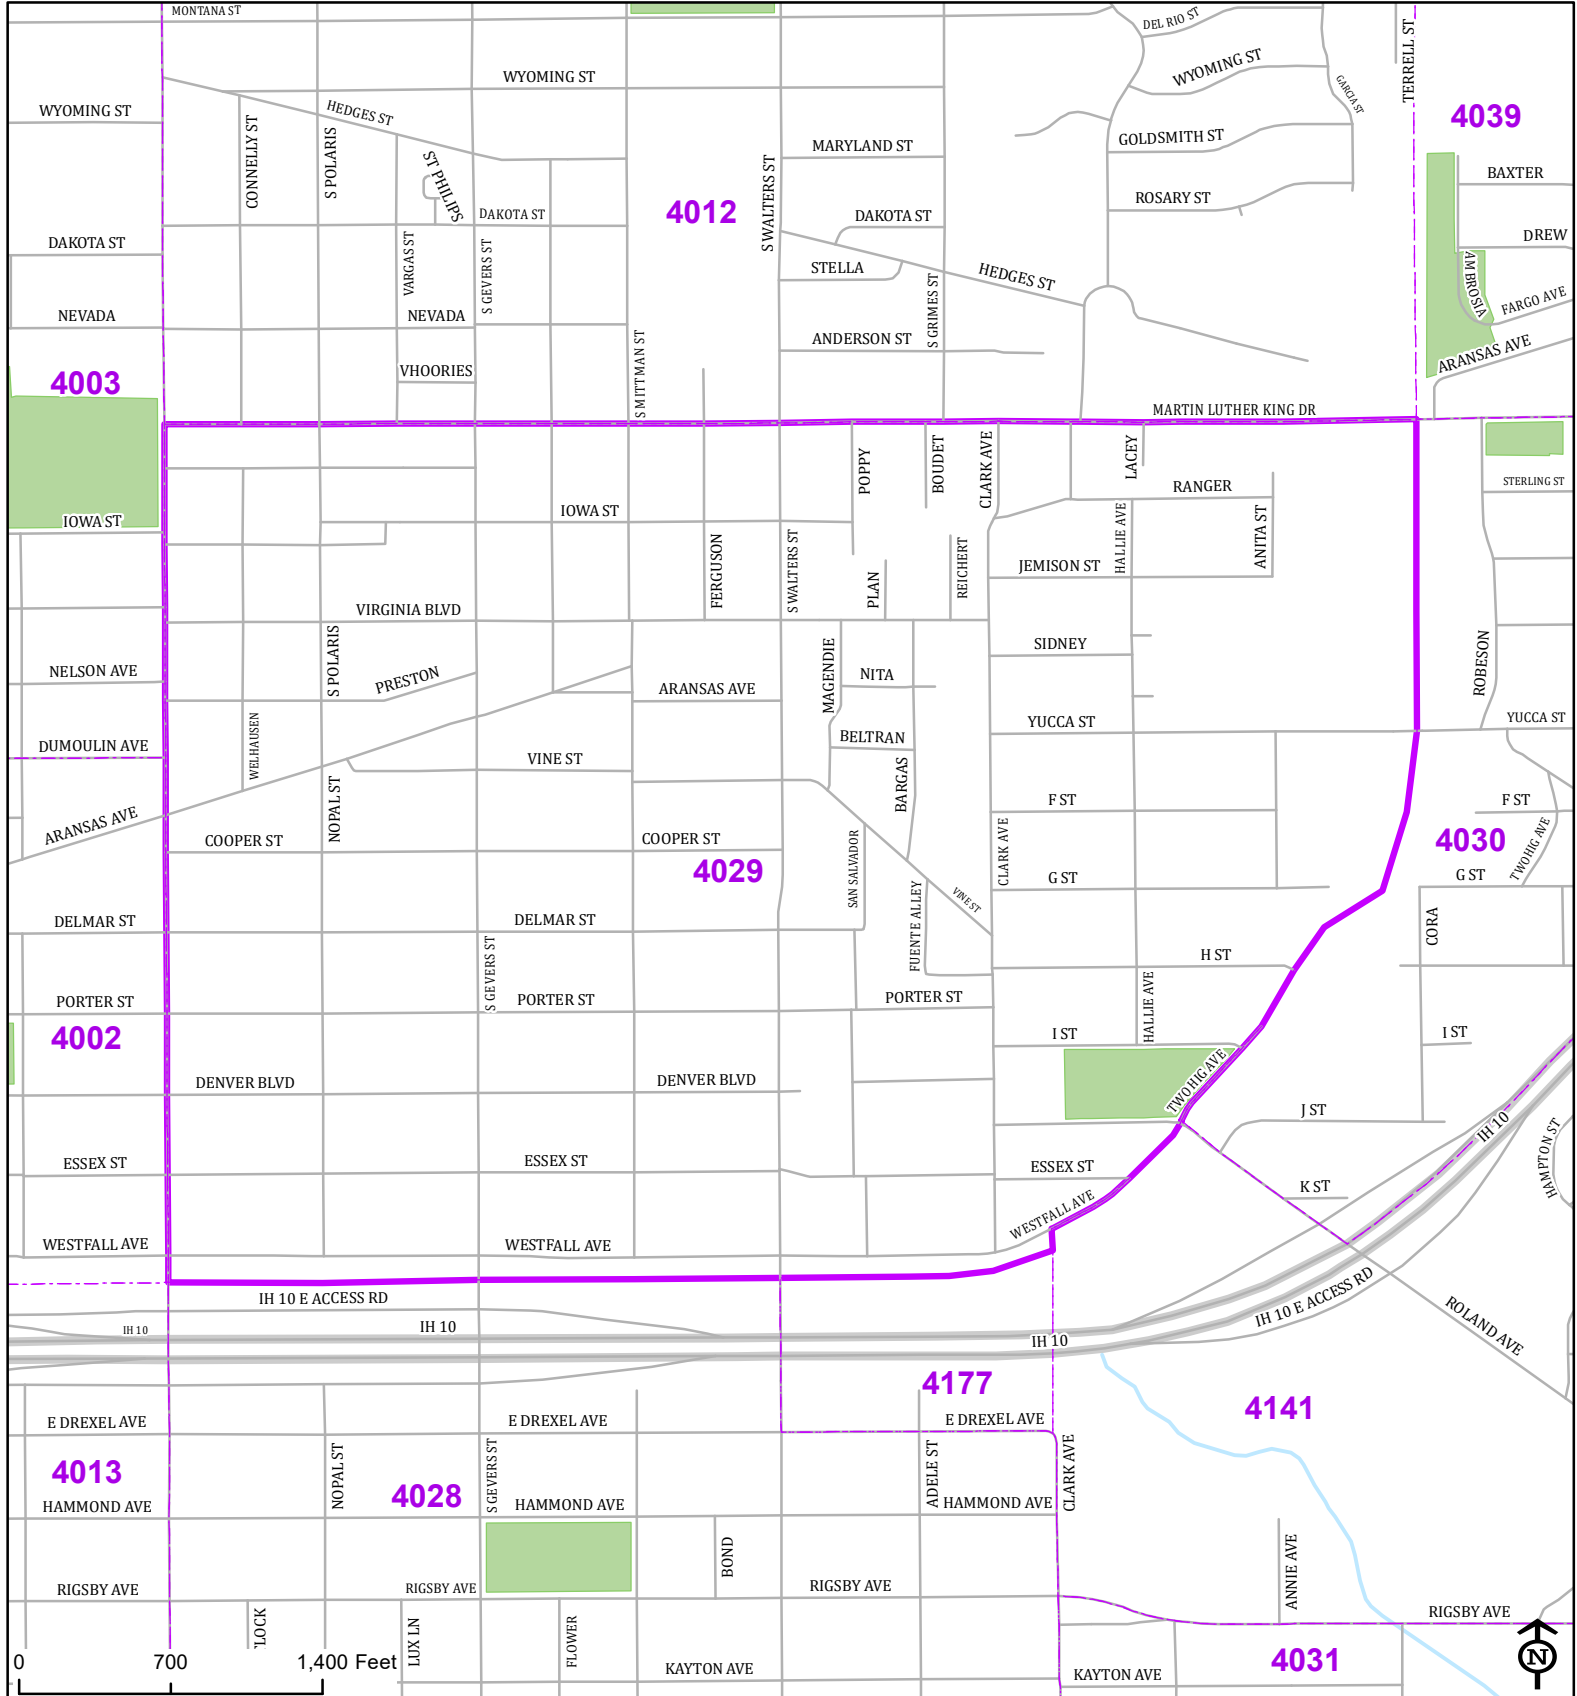 MONTANA ST
DEL RIO ST
TERRELL ST
WYOMING ST
WYOMING ST
GARCIA ST
WYOMING ST
HEDGES ST
4039
CONNELLY ST
S POLARIS
ST PHILIPS
MARYLAND ST
GOLDSMITH ST
BAXTER
S WALTERS ST
ROSARY ST
4012
DAKOTA ST
DAKOTA ST
DAKOTA ST
DREW
VARGAS ST
S GEVERS ST
STELLA
HEDGES ST
AMBROSIA
FARGO AVE
NEVADA
NEVADA
S GRIMES ST
ANDERSON ST
ARANSAS AVE
S MITTMAN ST
VHOORIES
4003
MARTIN LUTHER KING DR
POPPY
BOUDET
CLARK AVE
LACEY
RANGER
STERLING ST
IOWA ST
IOWA ST
HALLIE AVE
ANITA ST
FERGUSON
S WALTERS ST
PLAN
REICHERT
JEMISON ST
VIRGINIA BLVD
S POLARIS
SIDNEY
ROBESON
NELSON AVE
PRESTON
ARANSAS AVE
MAGENDIE
NITA
YUCCA ST
YUCCA ST
DUMOULIN AVE
WELHAUSEN
VINE ST
BELTRAN
BARGAS
F ST
F ST
ARANSAS AVE
NOPAL ST
COOPER ST
COOPER ST
CLARK AVE
4030
TWOHIG AVE
4029
SAN SALVADOR
G ST
G ST
VINE ST
DELMAR ST
DELMAR ST
FUENTE ALLEY
CORA
H ST
S GEVERS ST
PORTER ST
PORTER ST
PORTER ST
HALLIE AVE
4002
I ST
I ST
DENVER BLVD
DENVER BLVD
TWOHIG AVE
J ST
IH 10
HAMPTON ST
ESSEX ST
ESSEX ST
ESSEX ST
K ST
WESTFALL AVE
WESTFALL AVE
WESTFALL AVE
IH 10 E ACCESS RD
IH 10 E ACCESS RD
IH 10
IH 10
IH 10
ROLAND AVE
4177
4141
E DREXEL AVE
E DREXEL AVE
E DREXEL AVE
4013
NOPAL ST
4028
S GEVERS ST
ADELE ST
CLARK AVE
HAMMOND AVE
HAMMOND AVE
HAMMOND AVE
BOND
ANNIE AVE
RIGSBY AVE
RIGSBY AVE
RIGSBY AVE
RIGSBY AVE
LUX LN
FLOWER
KAYTON AVE
KAYTON AVE
4031
0 700 1,400 Feet
N